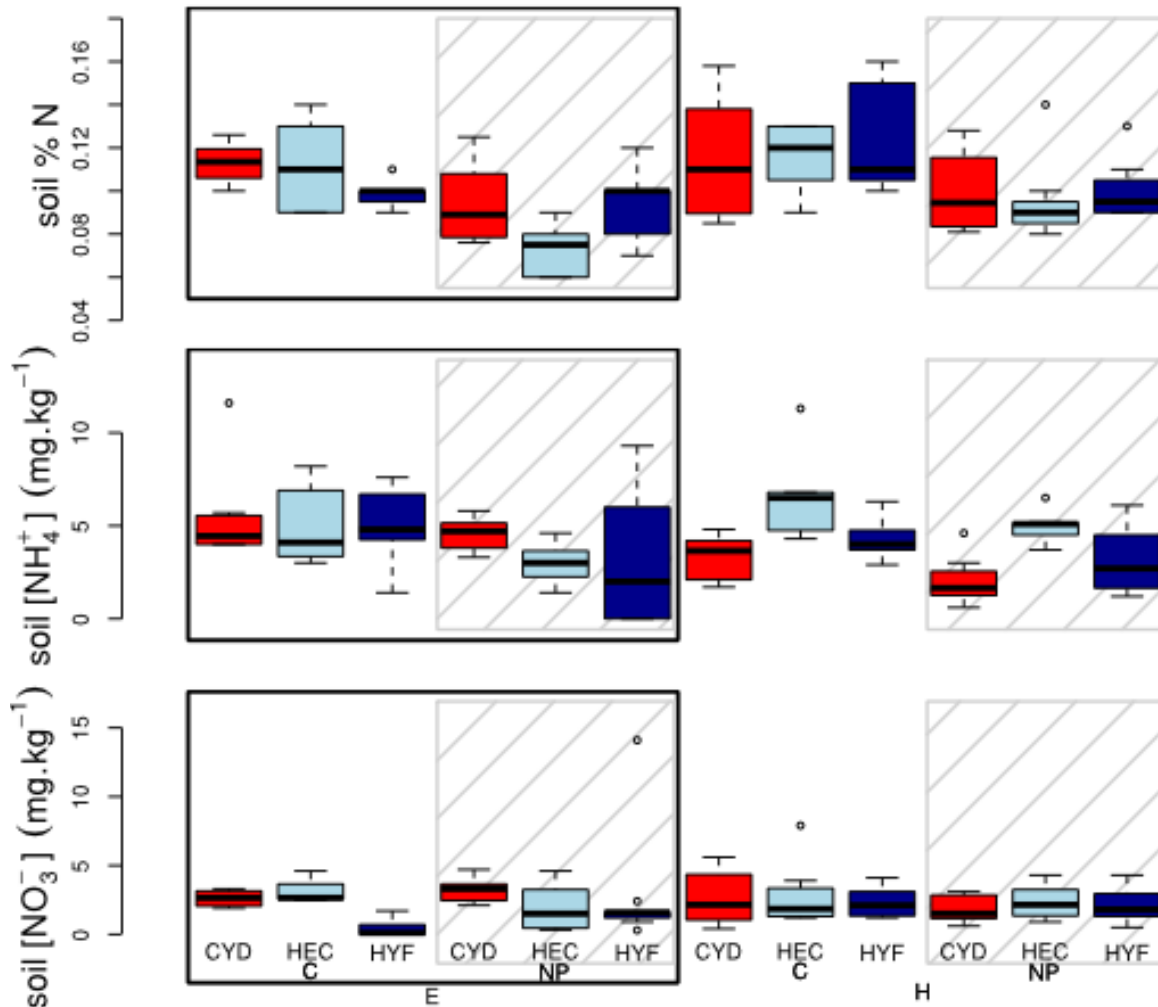 soil % N
0.04 0.08 0.12 0.16
soil [NH₄⁺] (mg.kg⁻¹)
0 5 10
soil [NO₃⁻] (mg.kg⁻¹)
0 5 10 15
CYD HEC HYF CYD HEC HYF CYD HEC HYF CYD HEC HYF
C NP C NP
E H